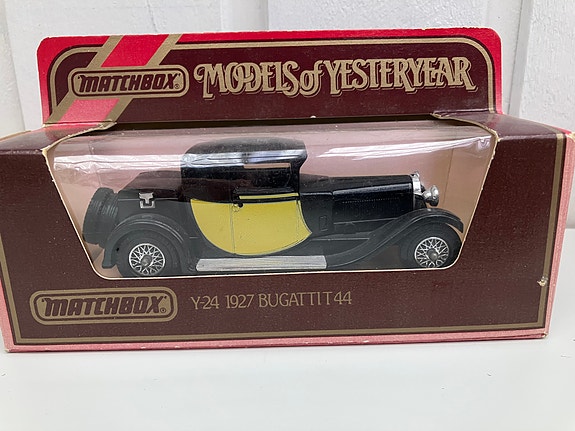 MATCHBOX
MODELS of YESTERYEAR
MATCHBOX
Y-24 1927 BUGATTI T44